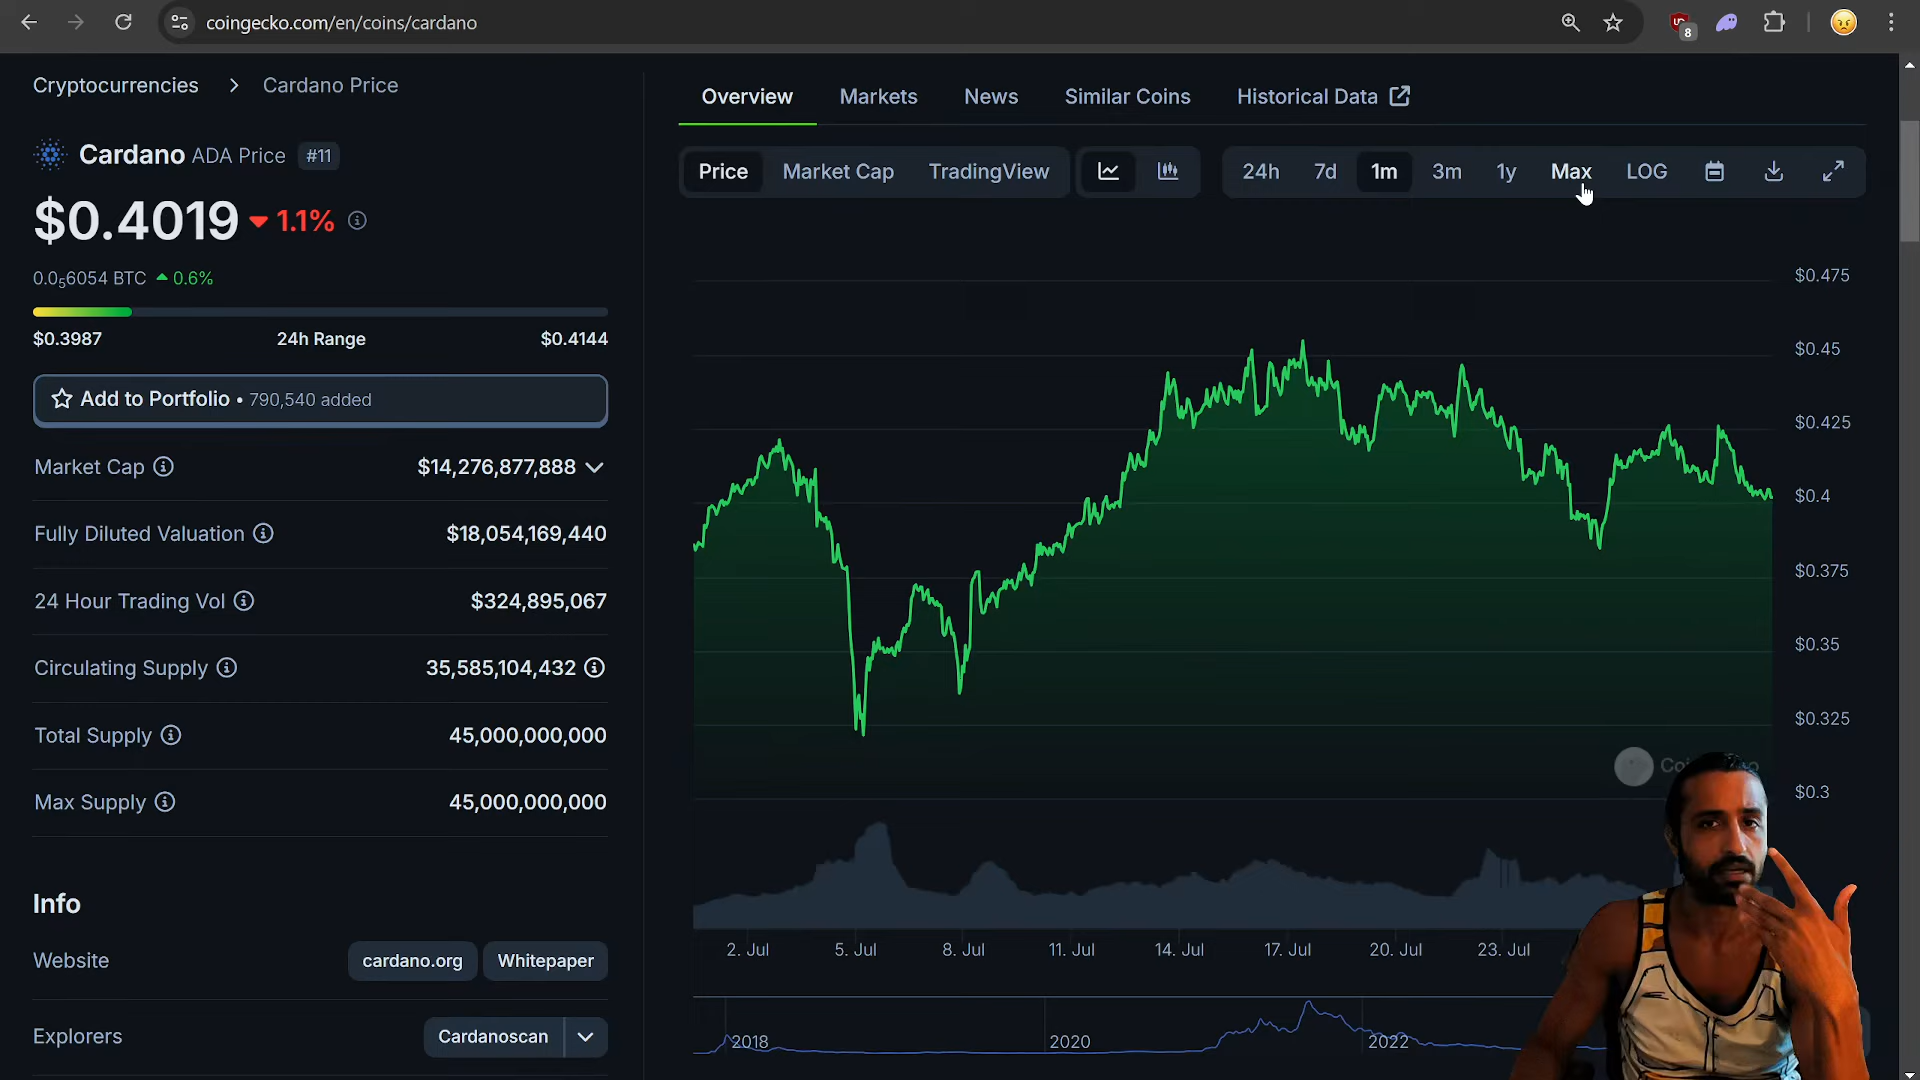 coingecko.com/en/coins/cardano
8
Cryptocurrencies > Cardano Price
Cardano ADA Price #11
$0.4019 1.1%
0.0₅6054 BTC 0.6%
$0.3987 24h Range $0.4144
Add to Portfolio • 790,540 added
Market Cap $14,276,877,888
Fully Diluted Valuation $18,054,169,440
24 Hour Trading Vol $324,895,067
Circulating Supply 35,585,104,432
Total Supply 45,000,000,000
Max Supply 45,000,000,000
Info
Website cardano.org Whitepaper
Explorers Cardanoscan
Overview Markets News Similar Coins Historical Data
Price Market Cap TradingView 24h 7d 1m 3m 1y Max LOG
$0.475
$0.45
$0.425
$0.4
$0.375
$0.35
$0.325
$0.3
2. Jul 5. Jul 8. Jul 11. Jul 14. Jul 17. Jul 20. Jul 23. Jul
2018 2020 2022